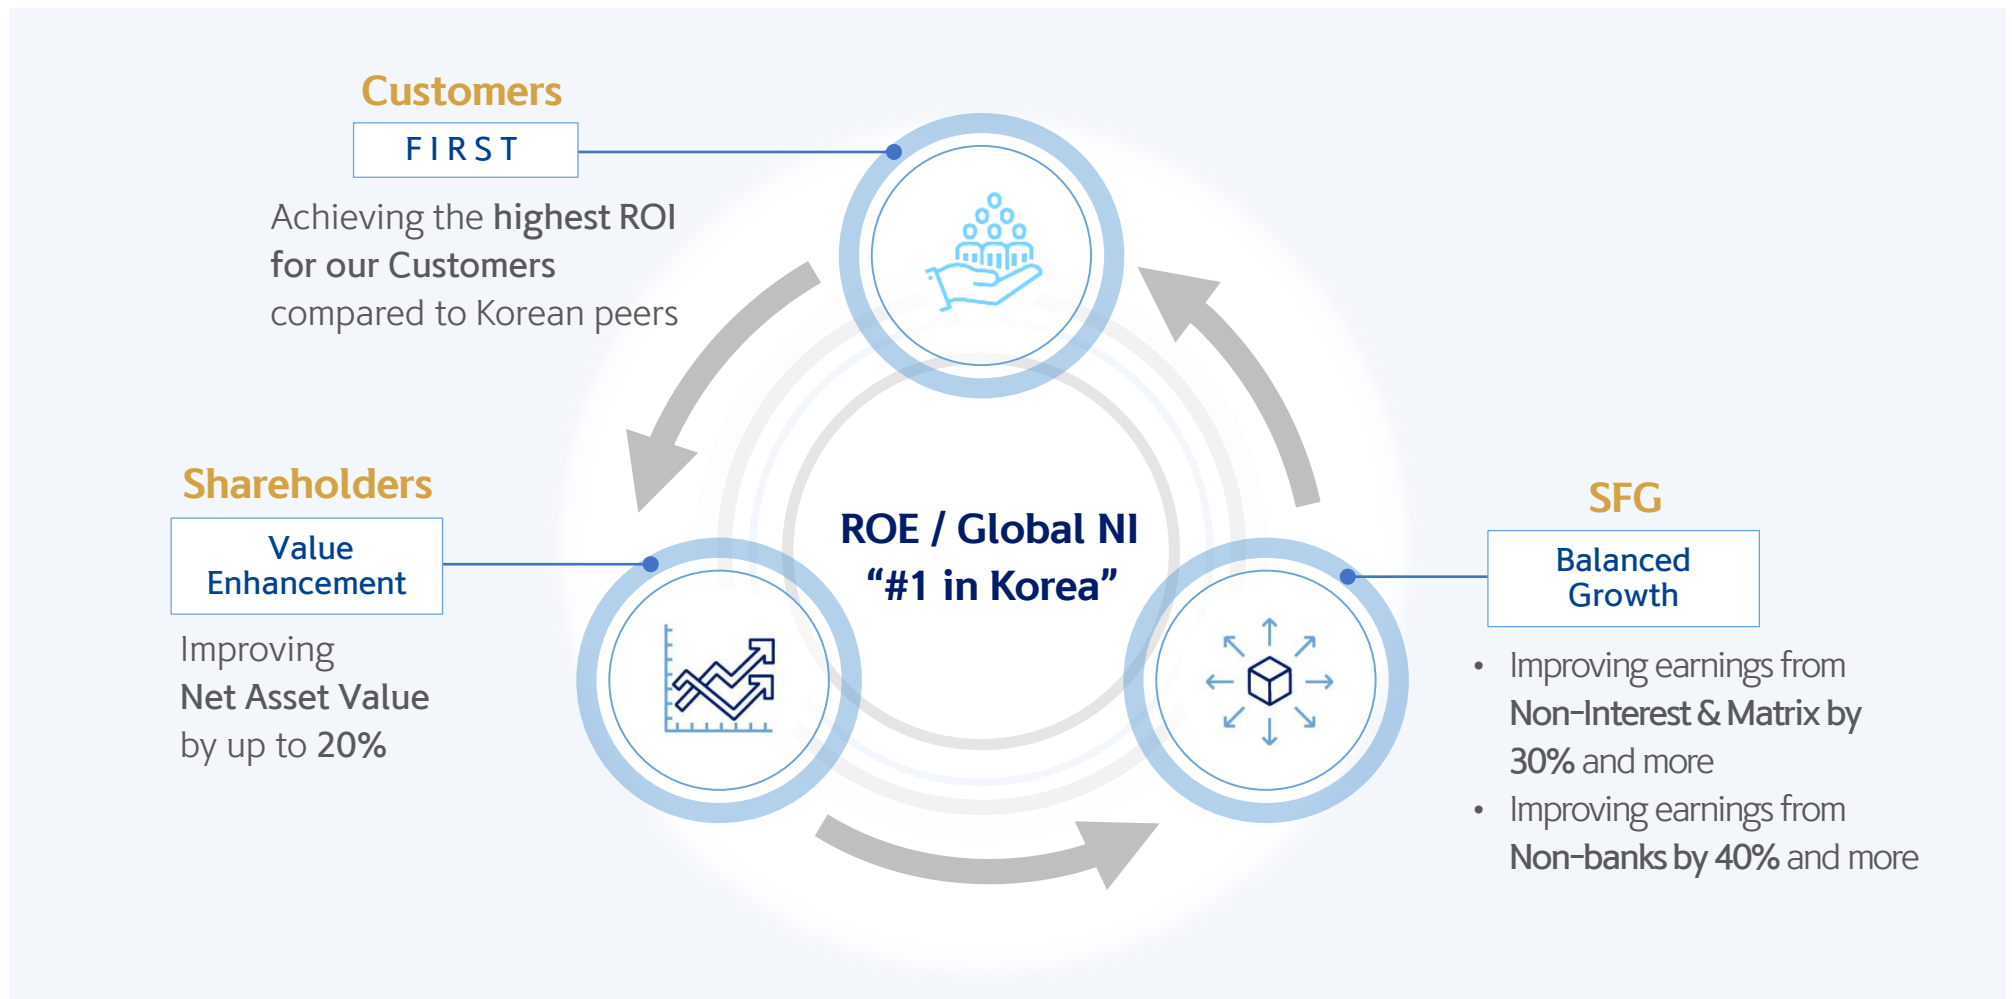 Customers
FIRST
Achieving the highest ROI
for our Customers
compared to Korean peers
Shareholders
Value
Enhancement
Improving
Net Asset Value
by up to 20%
ROE / Global NI
“#1 in Korea”
SFG
Balanced
Growth
• Improving earnings from
Non-Interest & Matrix by
30% and more
• Improving earnings from
Non-banks by 40% and more